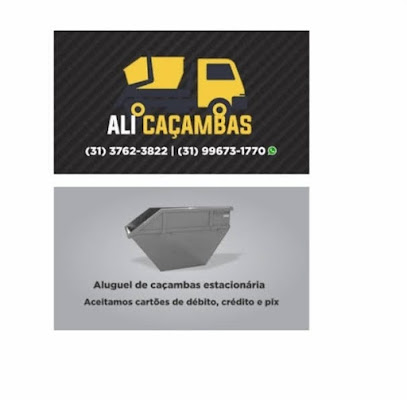 ALI CAÇAMBAS
(31) 3762-3822 | (31) 99673-1770
Aluguel de caçambas estacionária
Aceitamos cartões de débito, crédito e pix